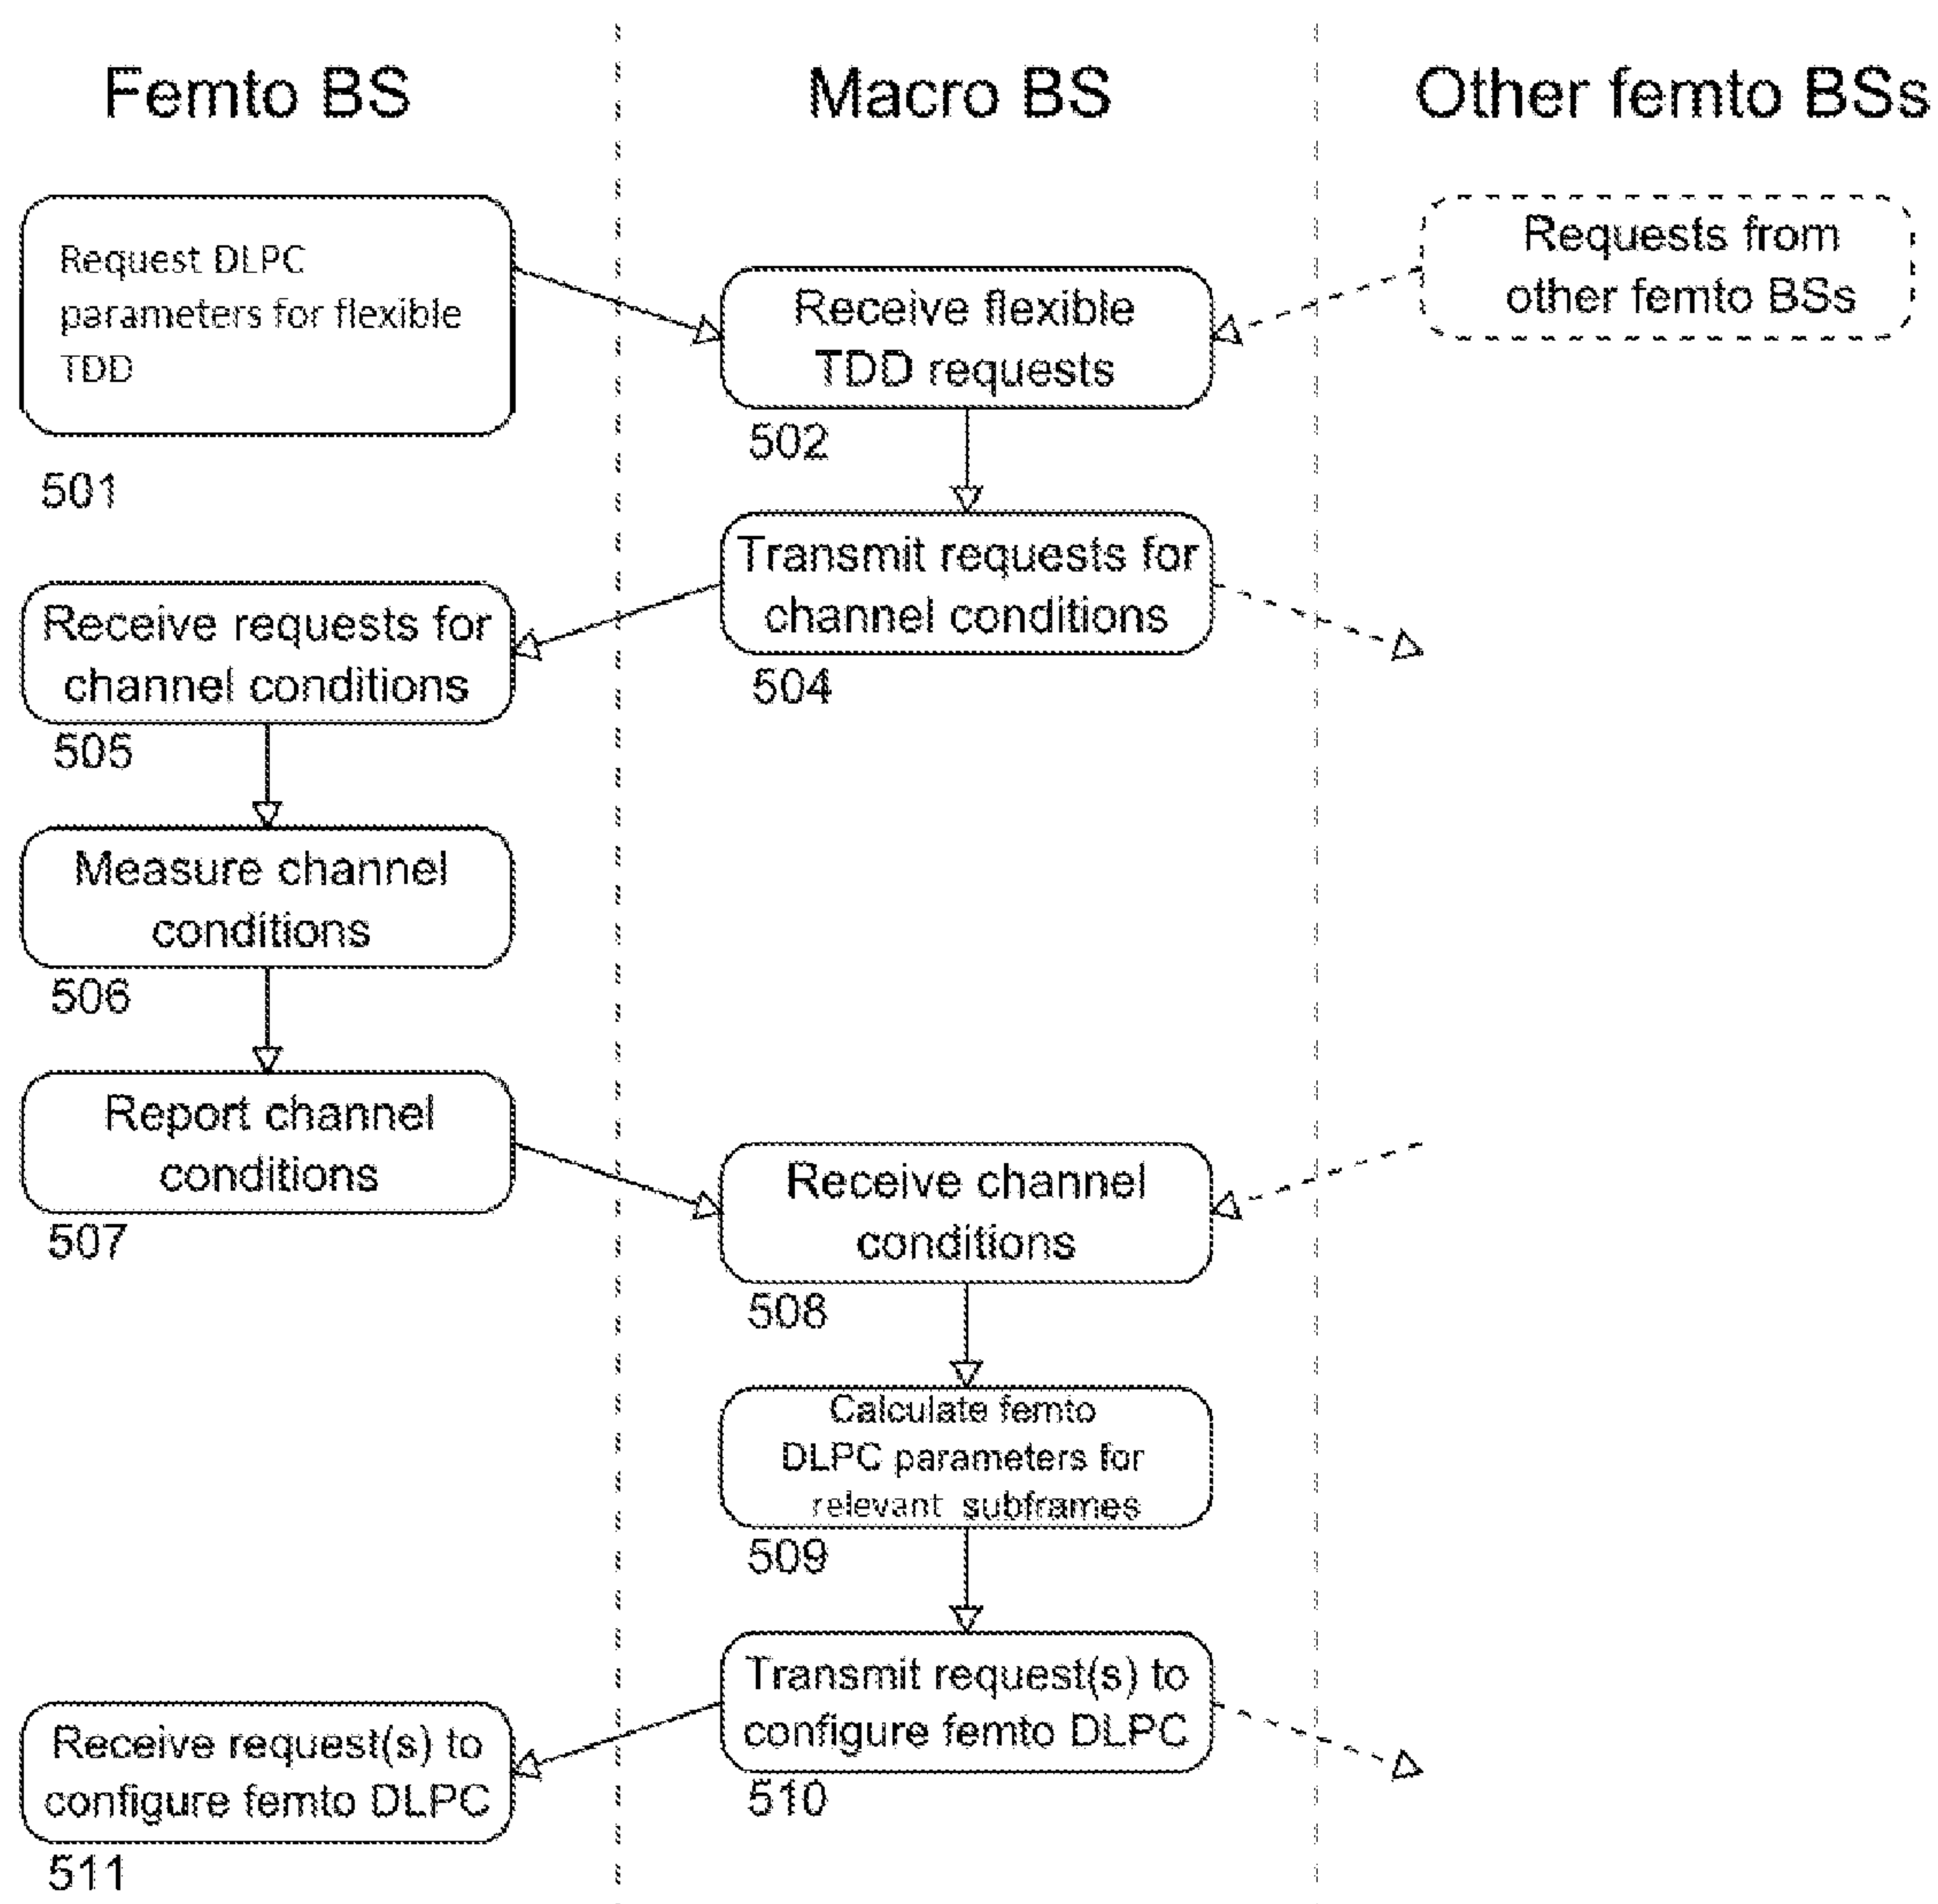 Femto BS
Macro BS
Other femto BSs
Request DLPC
parameters for flexible
TDD
501
Receive flexible
TDD requests
502
Requests from
other femto BSs
Transmit requests for
channel conditions
504
Receive requests for
channel conditions
505
Measure channel
conditions
506
Report channel
conditions
507
Receive channel
conditions
508
Calculate femto
DLPC parameters for
relevant subframes
509
Transmit request(s) to
configure femto DLPC
510
Receive request(s) to
configure femto DLPC
511